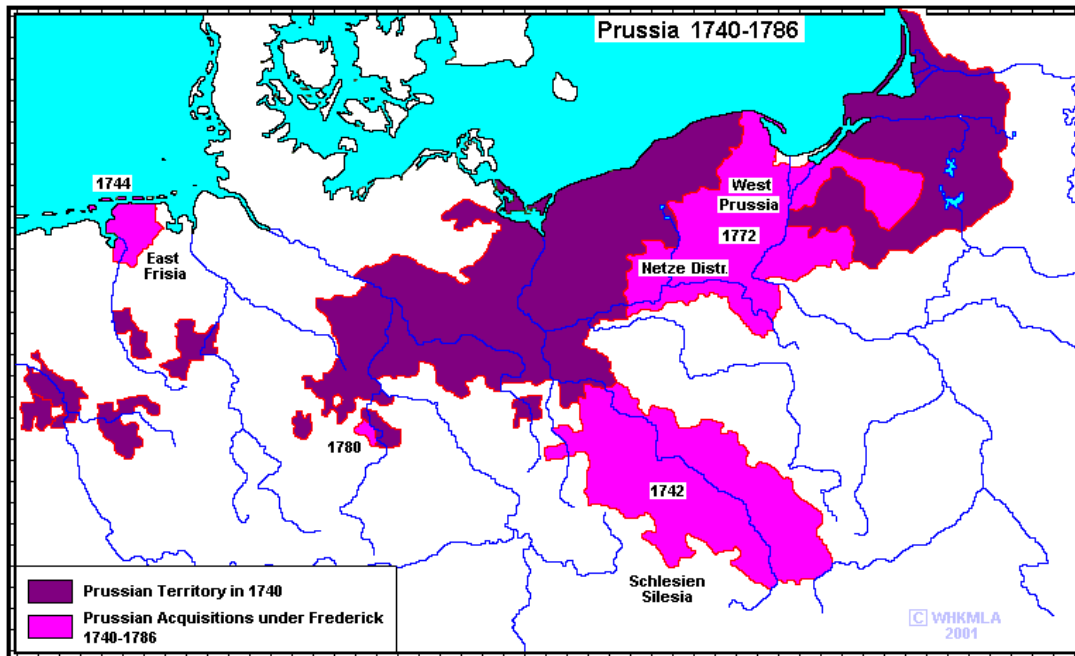 Prussia 1740-1786
1744
East
Frisia
West
Prussia
1772
Netze Distr.
1780
1742
Schlesien
Silesia
Prussian Territory in 1740
Prussian Acquisitions under Frederick
1740-1786
C WHKMLA
2001